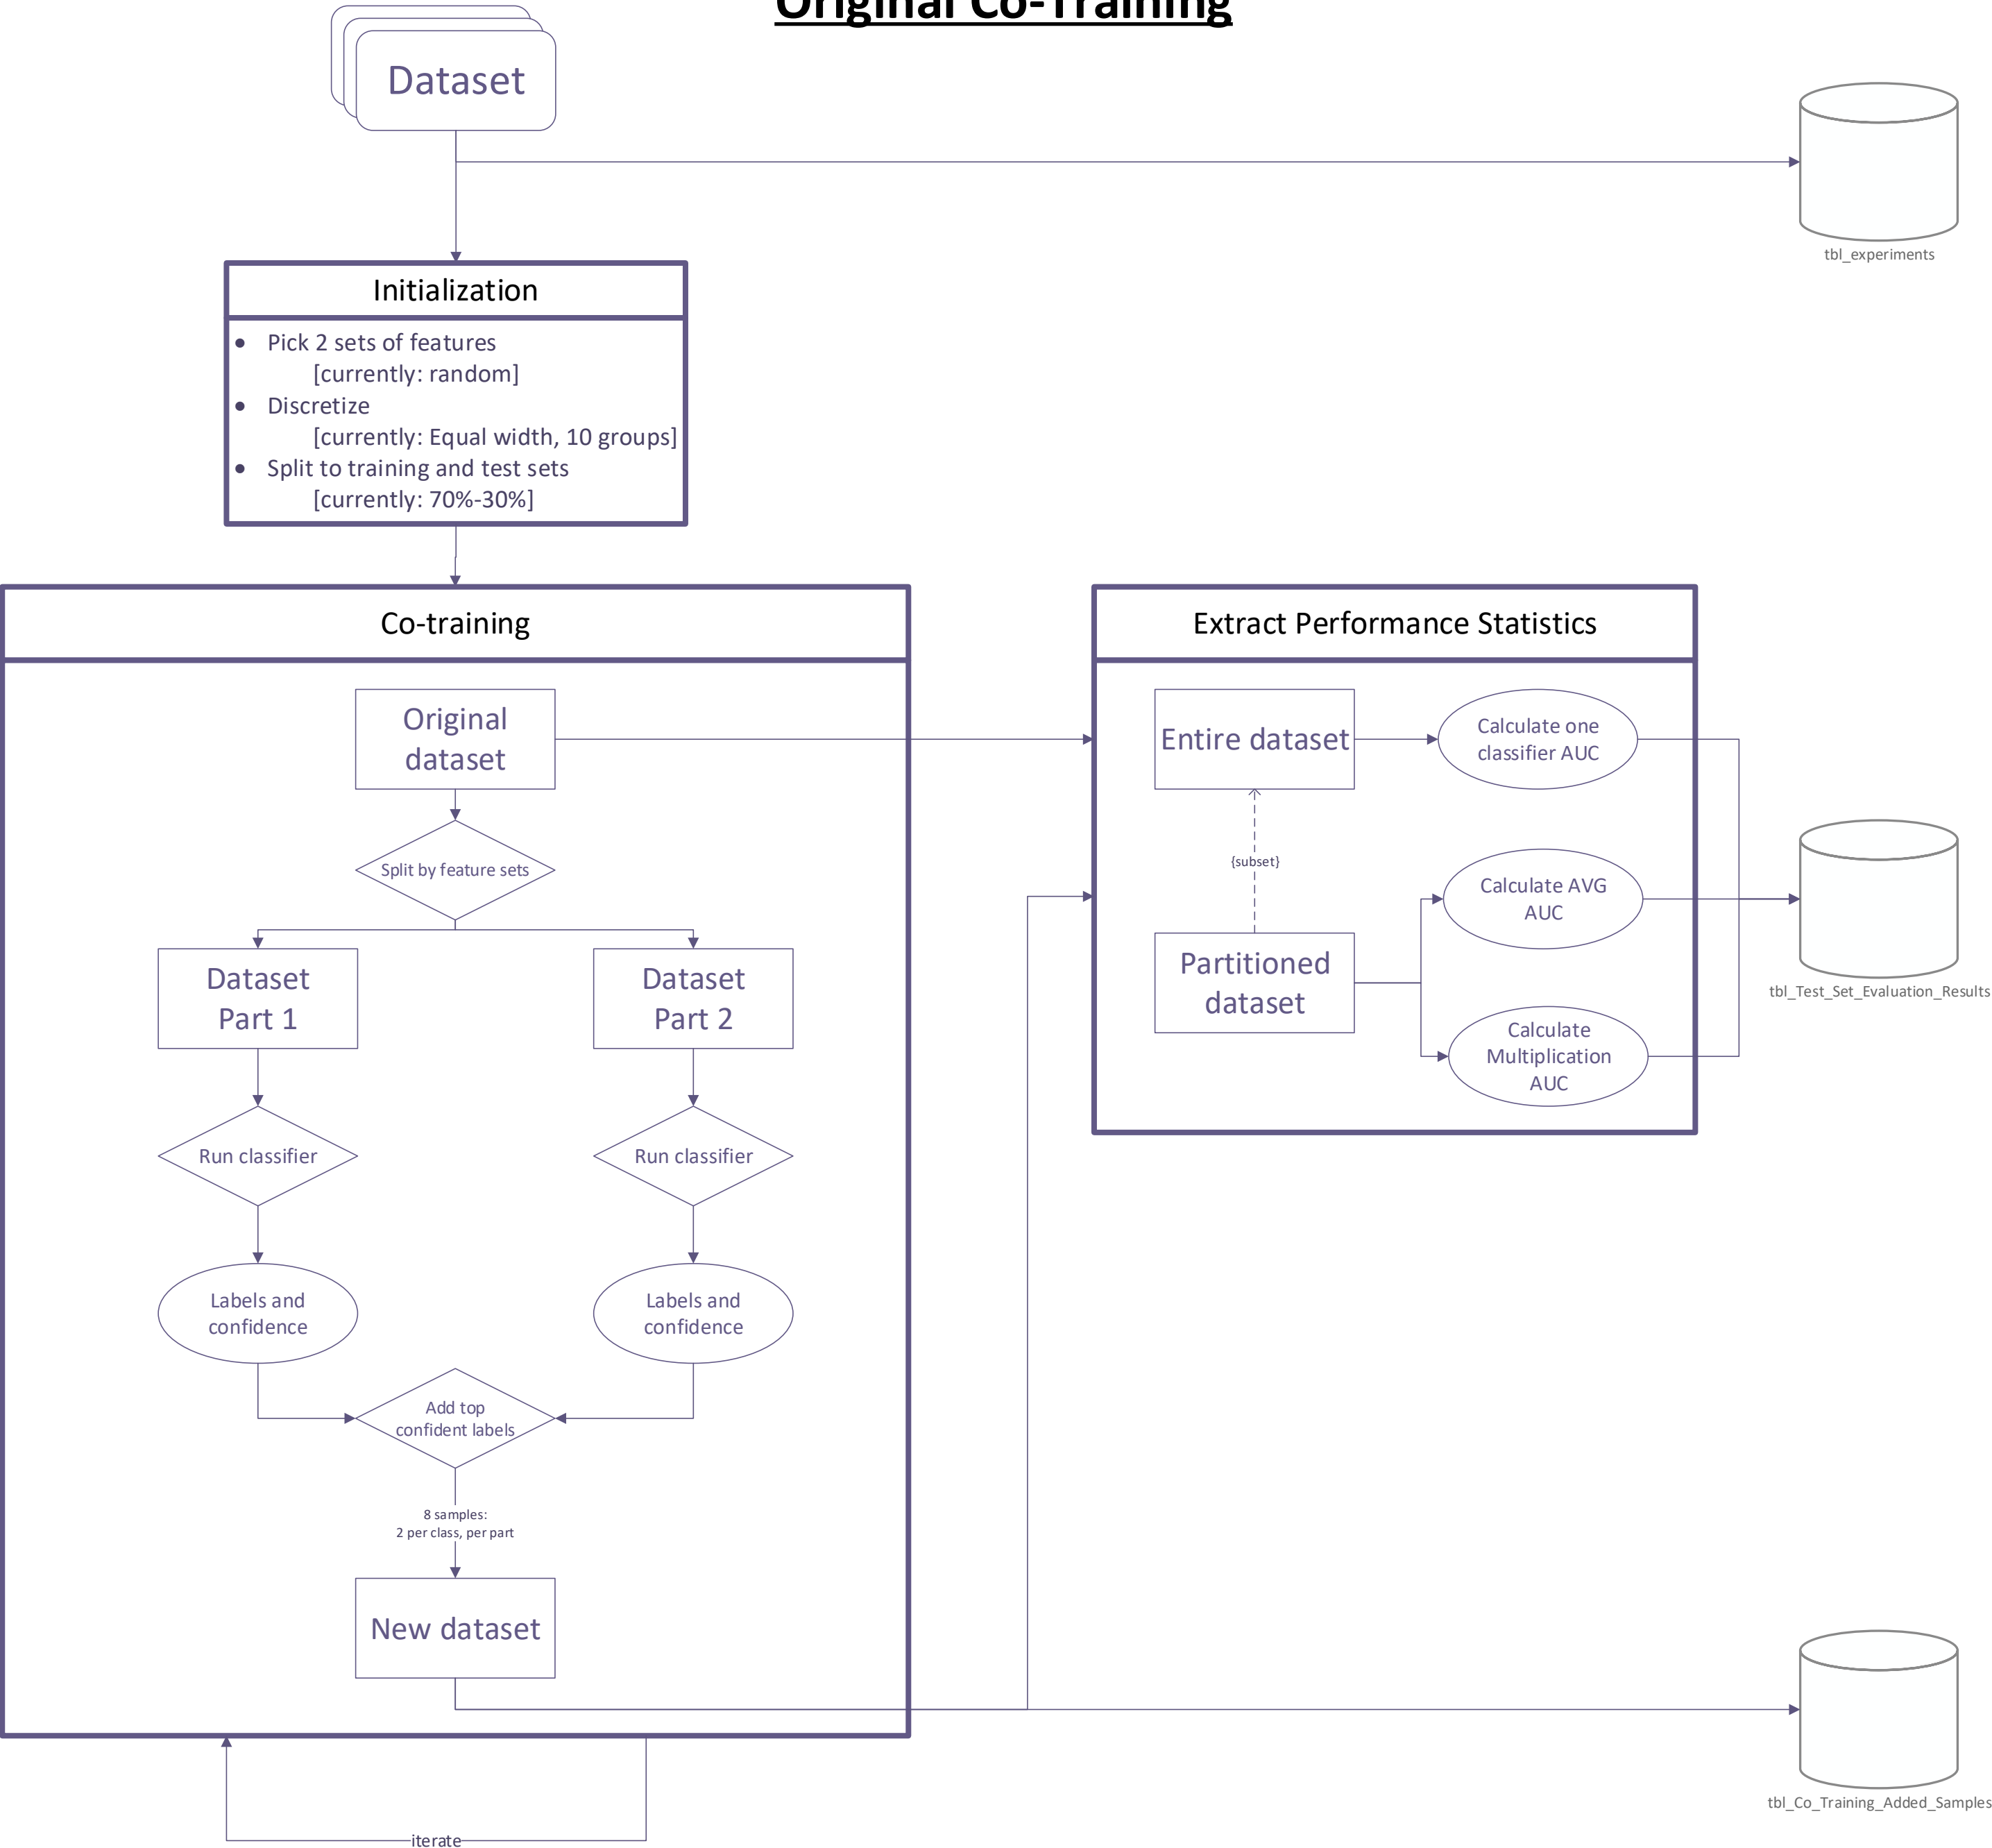 Original Co-Training
Dataset
tbl_experiments
Initialization
• Pick 2 sets of features
[currently: random]
• Discretize
[currently: Equal width, 10 groups]
• Split to training and test sets
[currently: 70%-30%]
Co-training
Original
dataset
Split by feature sets
Dataset
Part 1
Dataset
Part 2
Run classifier
Run classifier
Labels and
confidence
Labels and
confidence
Add top
confident labels
8 samples:
2 per class, per part
New dataset
iterate
Extract Performance Statistics
Entire dataset
Calculate one
classifier AUC
{subset}
Calculate AVG
AUC
Partitioned
dataset
Calculate
Multiplication
AUC
tbl_Test_Set_Evaluation_Results
tbl_Co_Training_Added_Samples